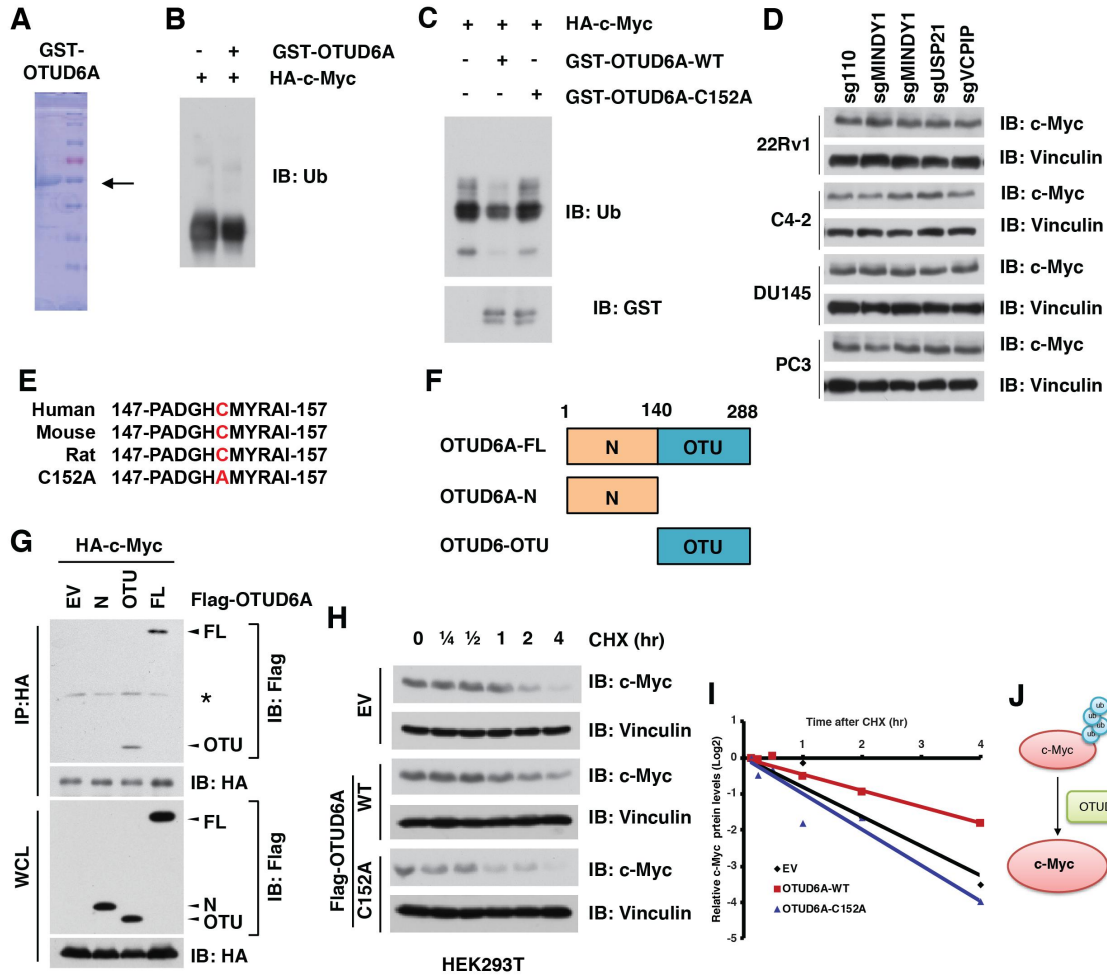 A
GST-
OTUD6A
B
- + GST-OTUD6A
+ + HA-c-Myc
IB: Ub
C
+ + + HA-c-Myc
- + - GST-OTUD6A-WT
- - + GST-OTUD6A-C152A
IB: Ub
IB: GST
D
sg110
sgMINDY1
sgMINDY1
sgUSP21
sgVCPIP
22Rv1
IB: c-Myc
IB: Vinculin
C4-2
IB: c-Myc
IB: Vinculin
DU145
IB: c-Myc
IB: Vinculin
PC3
IB: c-Myc
IB: Vinculin
E
Human 147-PADGHCMYRAI-157
Mouse 147-PADGHCMYRAI-157
Rat 147-PADGHCMYRAI-157
C152A 147-PADGHAMYRAI-157
F
1 140 288
OTUD6A-FL N OTU
OTUD6A-N N
OTUD6-OTU OTU
G
HA-c-Myc
EV N OTU FL Flag-OTUD6A
IP:HA
FL
*
OTU
IB: Flag
IB: HA
WCL
FL
N
OTU
IB: Flag
IB: HA
H
0 ¼ ½ 1 2 4 CHX (hr)
EV
IB: c-Myc
IB: Vinculin
Flag-OTUD6A
WT
IB: c-Myc
IB: Vinculin
C152A
IB: c-Myc
IB: Vinculin
HEK293T
I
Time after CHX (hr)
Relative c-Myc prtein levels (Log2)
1
0
-1
-2
-3
-4
-5
1 2 4
EV
OTUD6A-WT
OTUD6A-C152A
J
ub
ub
ub
ub
c-Myc
OTUD
c-Myc